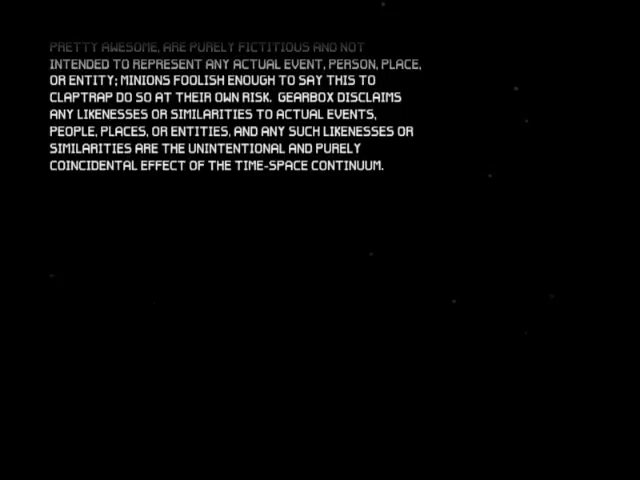 PRETTY AWESOME, ARE PURELY FICTITIOUS AND NOT
INTENDED TO REPRESENT ANY ACTUAL EVENT, PERSON, PLACE,
OR ENTITY; MINIONS FOOLISH ENOUGH TO SAY THIS TO
CLAPTRAP DO SO AT THEIR OWN RISK. GEARBOX DISCLAIMS
ANY LIKENESSES OR SIMILARITIES TO ACTUAL EVENTS,
PEOPLE, PLACES, OR ENTITIES, AND ANY SUCH LIKENESSES OR
SIMILARITIES ARE THE UNINTENTIONAL AND PURELY
COINCIDENTAL EFFECT OF THE TIME-SPACE CONTINUUM.